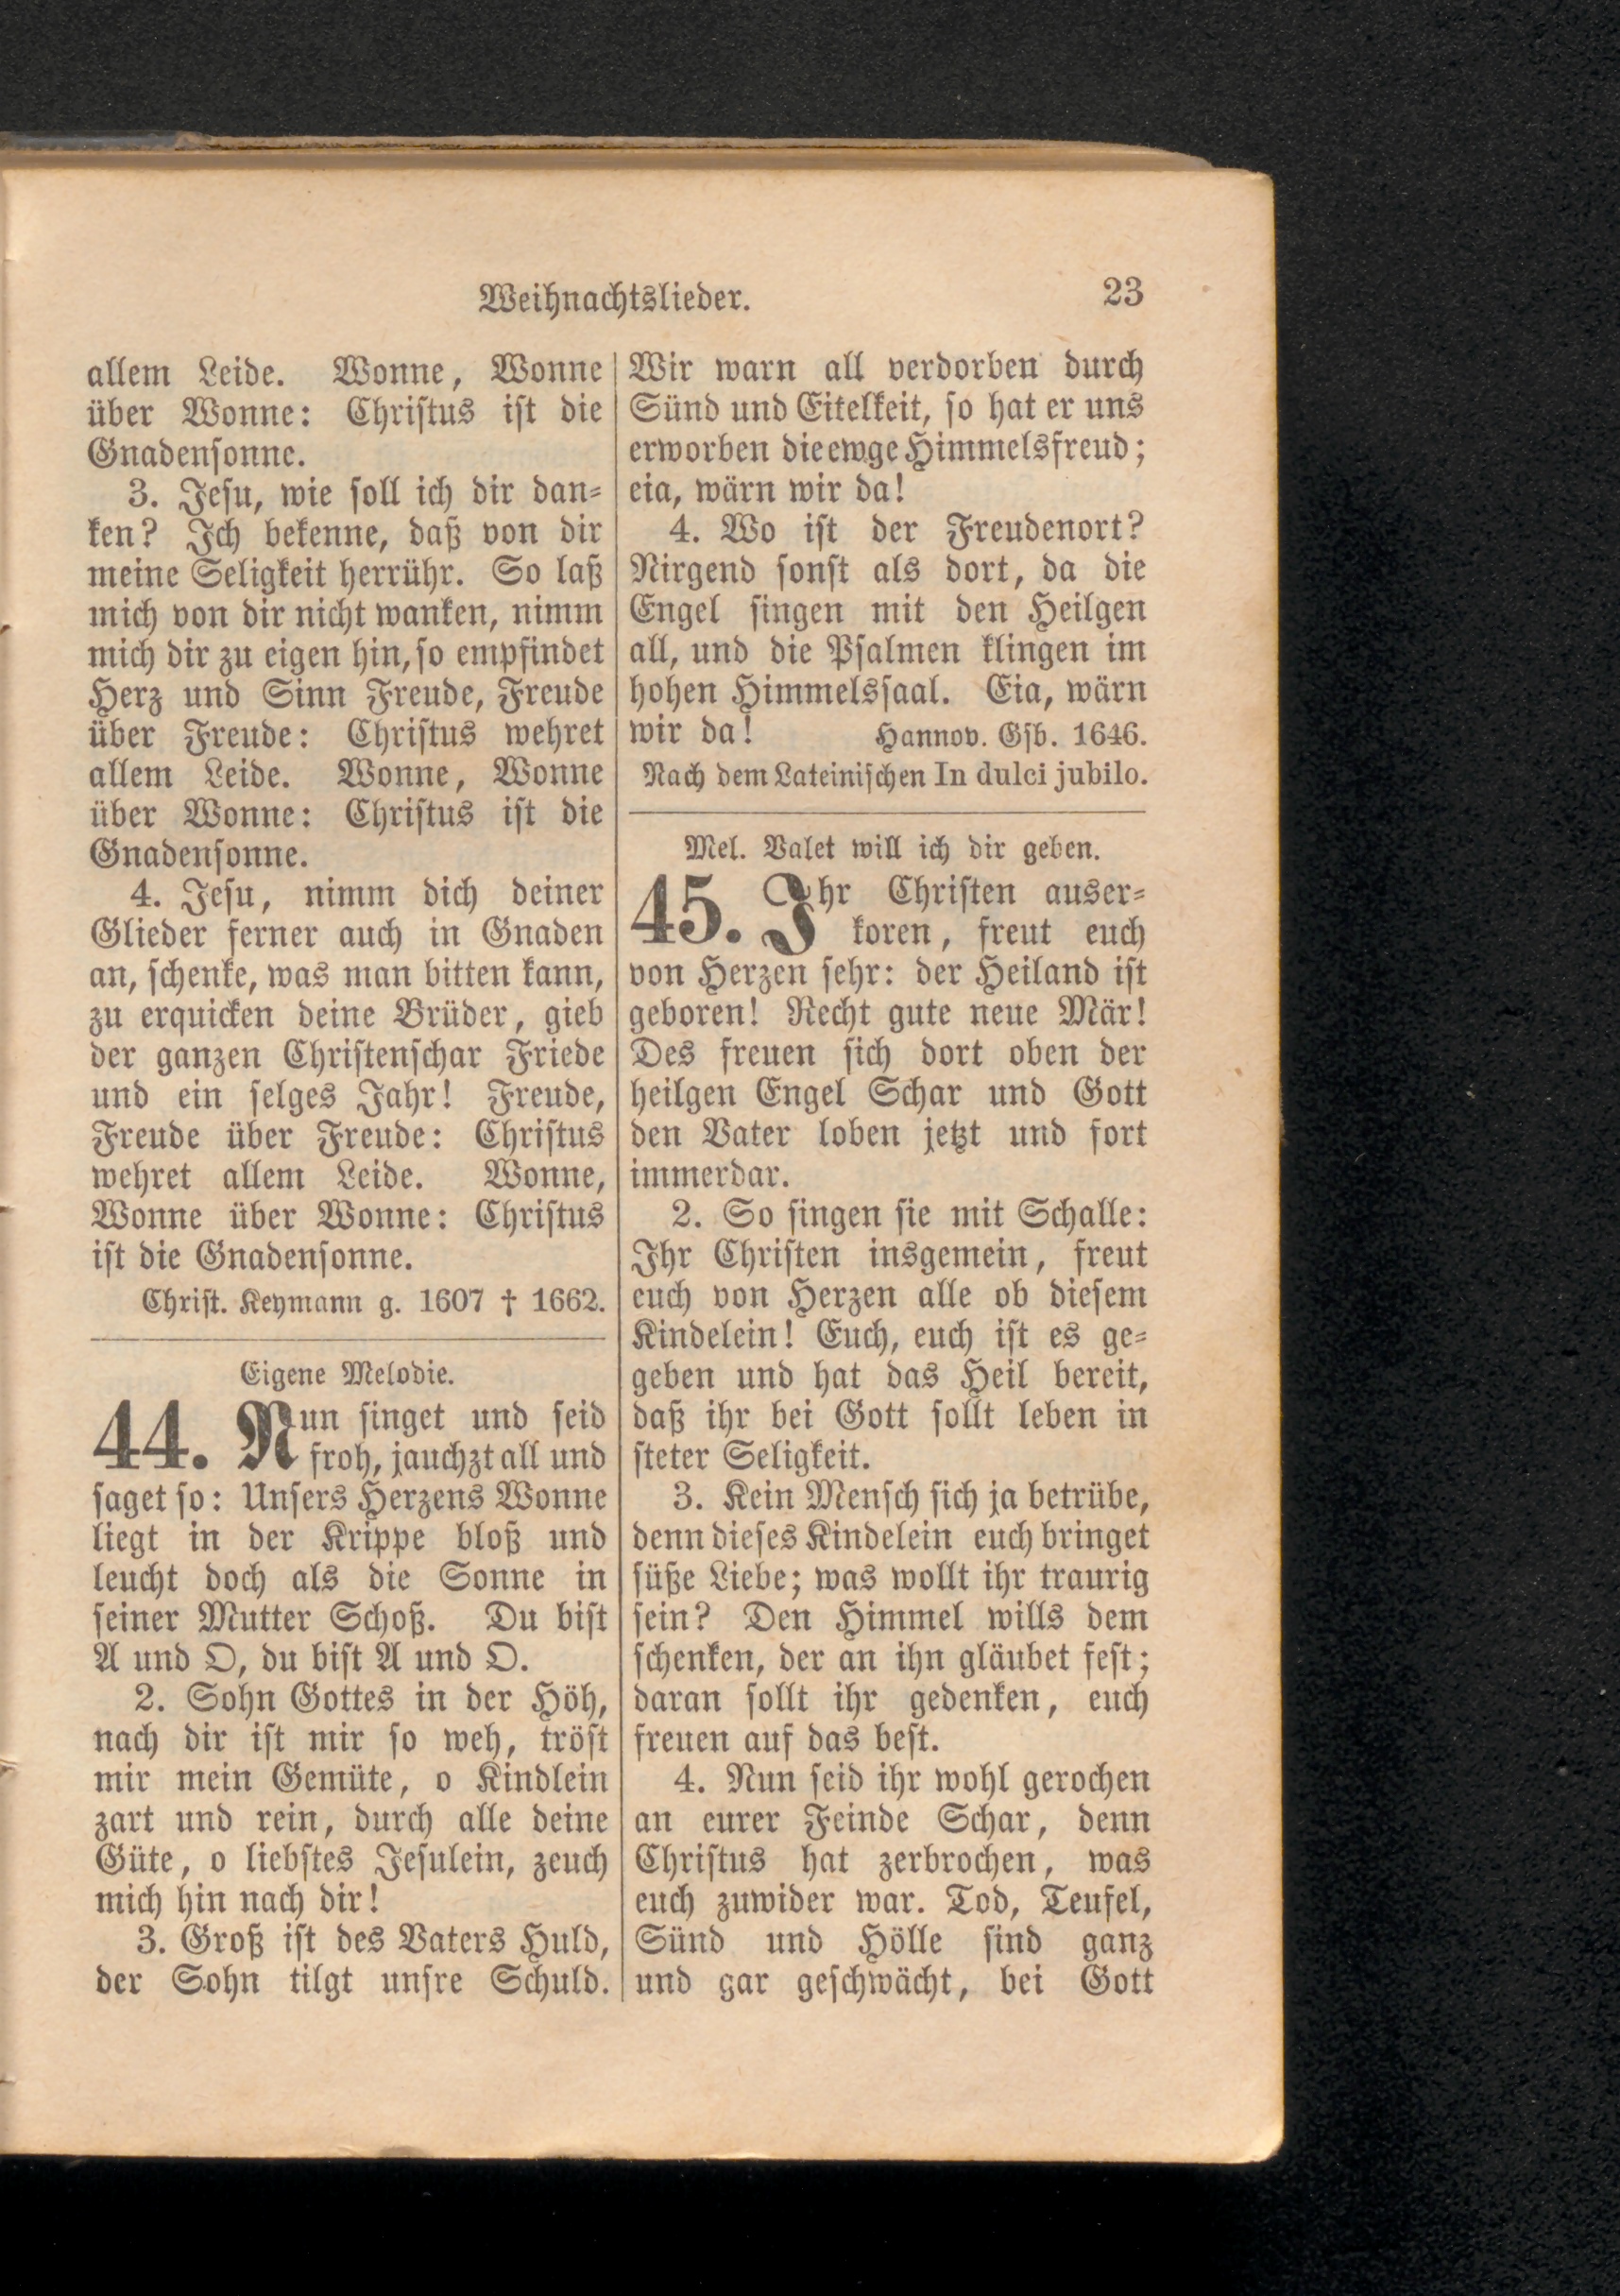 Weihnachtslieder.
23
allem Leide. Wonne, Wonne
über Wonne: Christus ist die
Gnadensonne.
3. Jesu, wie soll ich dir dan-
ken? Ich bekenne, daß von dir
meine Seligkeit herrühr. So laß
mich von dir nicht wanken, nimm
mich dir zu eigen hin, so empfindet
Herz und Sinn Freude, Freude
über Freude: Christus wehret
allem Leide. Wonne, Wonne
über Wonne: Christus ist die
Gnadensonne.
4. Jesu, nimm dich deiner
Glieder ferner auch in Gnaden
an, schenke, was man bitten kann,
zu erquicken deine Brüder, gieb
der ganzen Christenschar Friede
und ein selges Jahr! Freude,
Freude über Freude: Christus
wehret allem Leide. Wonne,
Wonne über Wonne: Christus
ist die Gnadensonne.
Christ. Keymann g. 1607 † 1662.
Eigene Melodie.
44. Nun singet und seid
froh, jauchzt all und
saget so: Unsers Herzens Wonne
liegt in der Krippe bloß und
leucht doch als die Sonne in
seiner Mutter Schoß. Du bist
A und O, du bist A und O.
2. Sohn Gottes in der Höh,
nach dir ist mir so weh, tröst
mir mein Gemüte, o Kindlein
zart und rein, durch alle deine
Güte, o liebstes Jesulein, zeuch
mich hin nach dir!
3. Groß ist des Vaters Huld,
der Sohn tilgt unsre Schuld.
Wir warn all verdorben durch
Sünd und Eitelkeit, so hat er uns
erworben die ewge Himmelsfreud;
eia, wärn wir da!
4. Wo ist der Freudenort?
Nirgend sonst als dort, da die
Engel singen mit den Heilgen
all, und die Psalmen klingen im
hohen Himmelssaal. Eia, wärn
wir da! Hannov. Gsb. 1646.
Nach dem Lateinischen In dulci jubilo.
Mel. Valet will ich dir geben.
45. Ihr Christen auser-
koren, freut euch
von Herzen sehr: der Heiland ist
geboren! Recht gute neue Mär!
Des freuen sich dort oben der
heilgen Engel Schar und Gott
den Vater loben jetzt und fort
immerdar.
2. So singen sie mit Schalle:
Ihr Christen insgemein, freut
euch von Herzen alle ob diesem
Kindelein! Euch, euch ist es ge-
geben und hat das Heil bereit,
daß ihr bei Gott sollt leben in
steter Seligkeit.
3. Kein Mensch sich ja betrübe,
denn dieses Kindelein euch bringet
süße Liebe; was wollt ihr traurig
sein? Den Himmel wills dem
schenken, der an ihn gläubet fest;
daran sollt ihr gedenken, euch
freuen auf das best.
4. Nun seid ihr wohl gerochen
an eurer Feinde Schar, denn
Christus hat zerbrochen, was
euch zuwider war. Tod, Teufel,
Sünd und Hölle sind ganz
und gar geschwächt, bei Gott